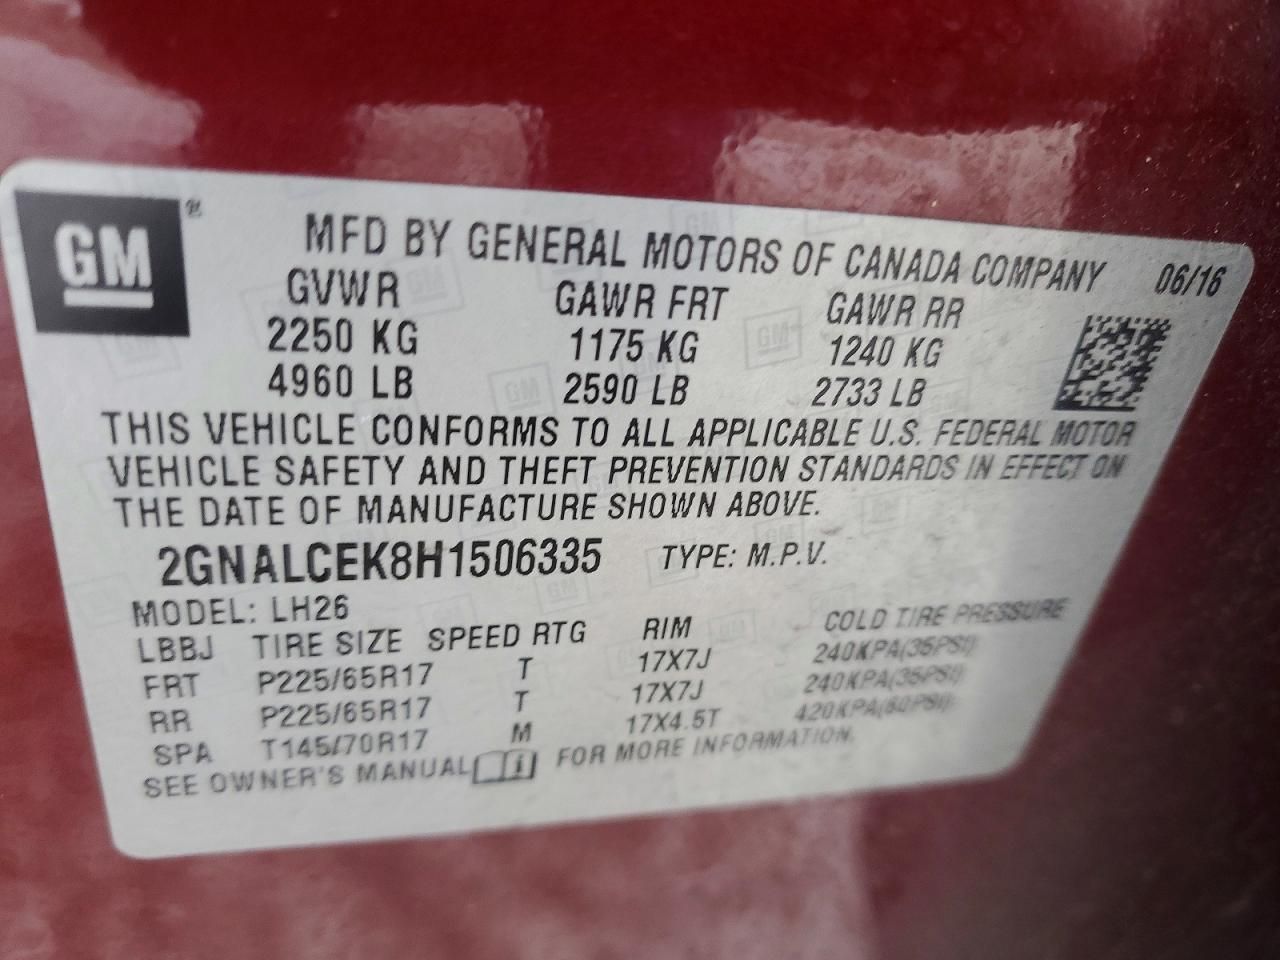 GM ®
MFD BY GENERAL MOTORS OF CANADA COMPANY 06/16
GVWR GAWR FRT GAWR RR
2250 KG 1175 KG 1240 KG
4960 LB 2590 LB 2733 LB
THIS VEHICLE CONFORMS TO ALL APPLICABLE U.S. FEDERAL MOTOR
VEHICLE SAFETY AND THEFT PREVENTION STANDARDS IN EFFECT ON
THE DATE OF MANUFACTURE SHOWN ABOVE.
2GNALCEK8H1506335 TYPE: M.P.V.
MODEL: LH26
LBBJ TIRE SIZE SPEED RTG RIM COLD TIRE PRESSURE
FRT P225/65R17 T 17X7J 240KPA(35PSI)
RR P225/65R17 T 17X7J 240KPA(35PSI)
SPA T145/70R17 M 17X4.5T 420KPA(60PSI)
SEE OWNER'S MANUAL FOR MORE INFORMATION.